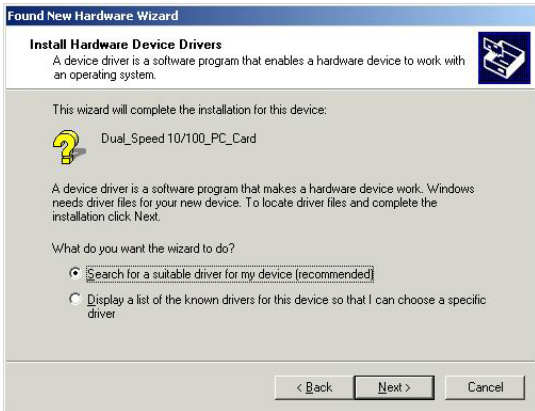 Found New Hardware Wizard
Install Hardware Device Drivers
A device driver is a software program that enables a hardware device to work with
an operating system.
This wizard will complete the installation for this device:
Dual_Speed 10/100_PC_Card
A device driver is a software program that makes a hardware device work. Windows
needs driver files for your new device. To locate driver files and complete the
installation click Next.
What do you want the wizard to do?
Search for a suitable driver for my device (recommended)
Display a list of the known drivers for this device so that I can choose a specific
driver
< Back
Next >
Cancel